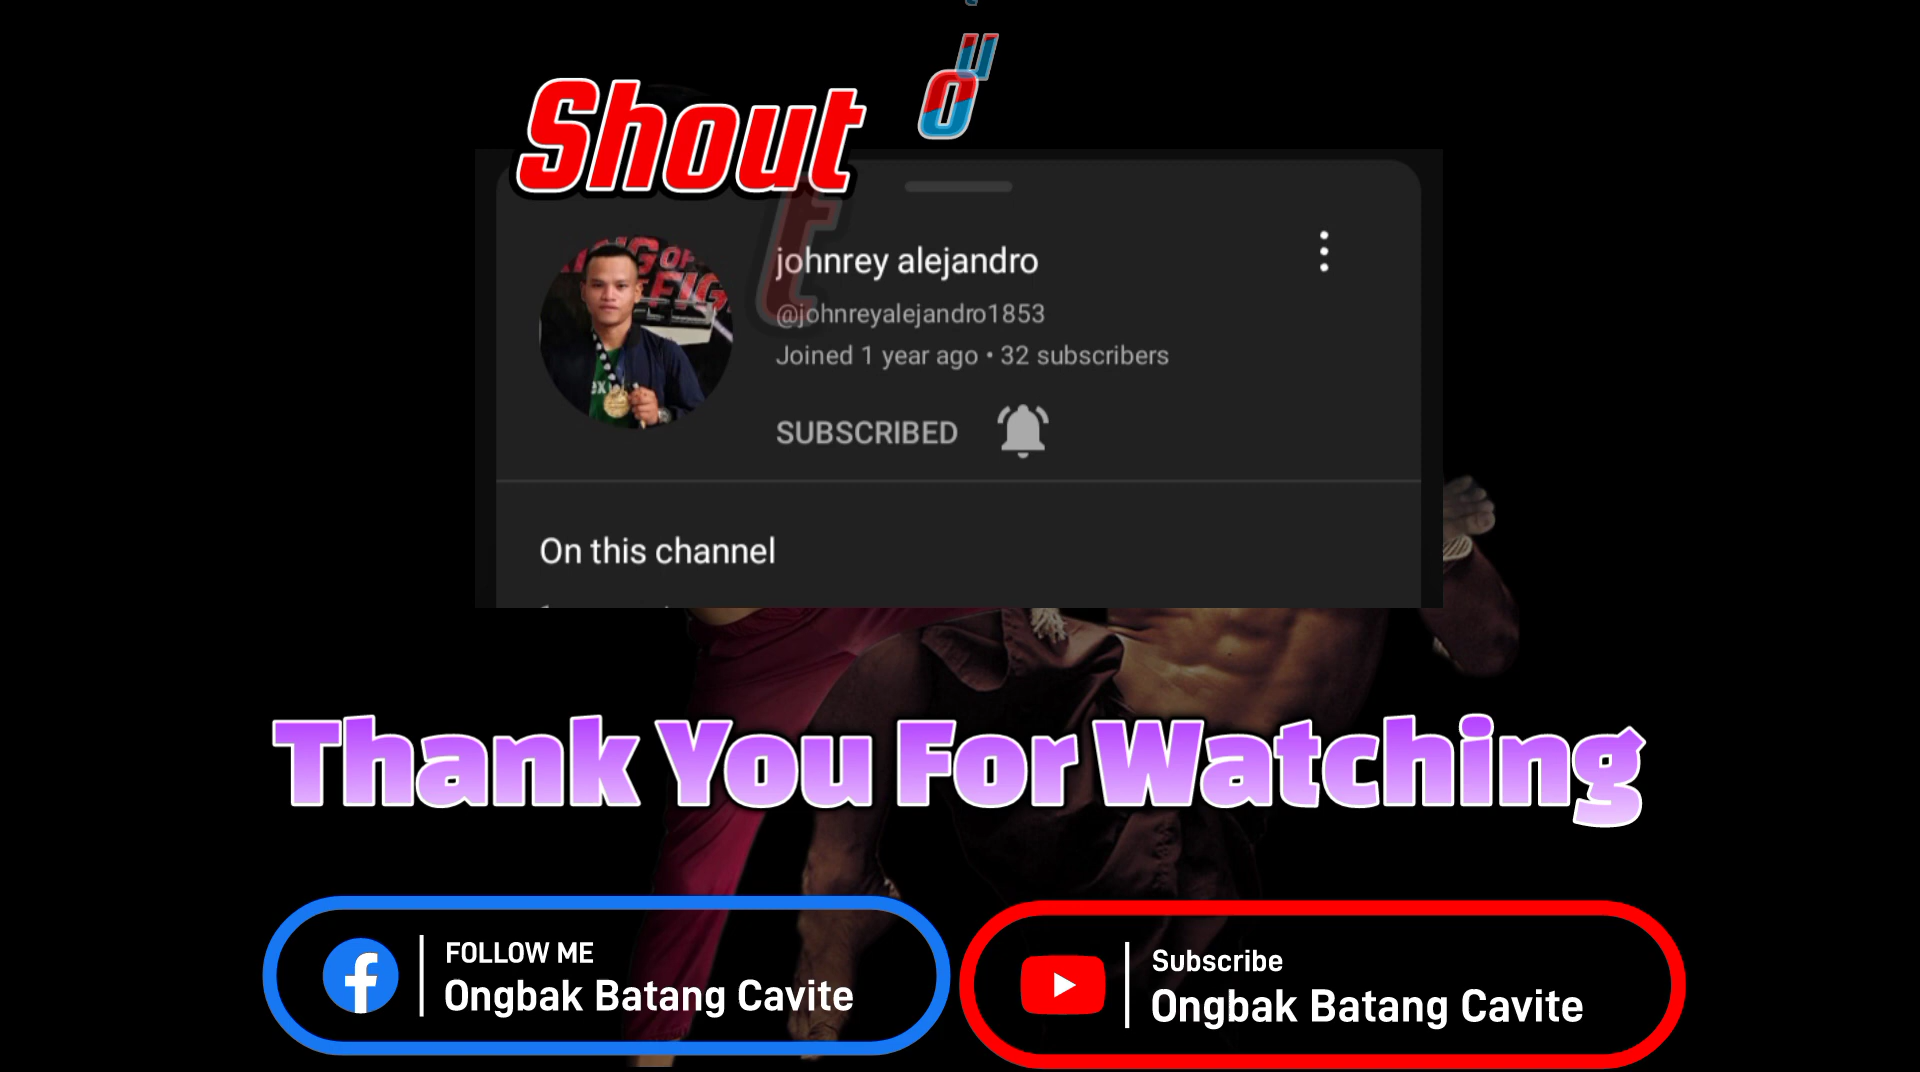 Shout
OU
johnrey alejandro
@johnreyalejandro1853
Joined 1 year ago • 32 subscribers
SUBSCRIBED
On this channel
Thank You For Watching
FOLLOW ME
Ongbak Batang Cavite
Subscribe
Ongbak Batang Cavite